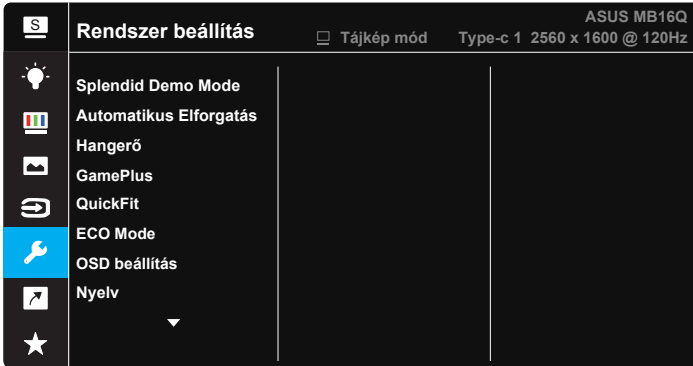 S
Rendszer beállítás
ASUS MB16Q
Tájkép mód Type-c 1 2560 x 1600 @ 120Hz
Splendid Demo Mode
Automatikus Elforgatás
Hangerő
GamePlus
QuickFit
ECO Mode
OSD beállítás
Nyelv